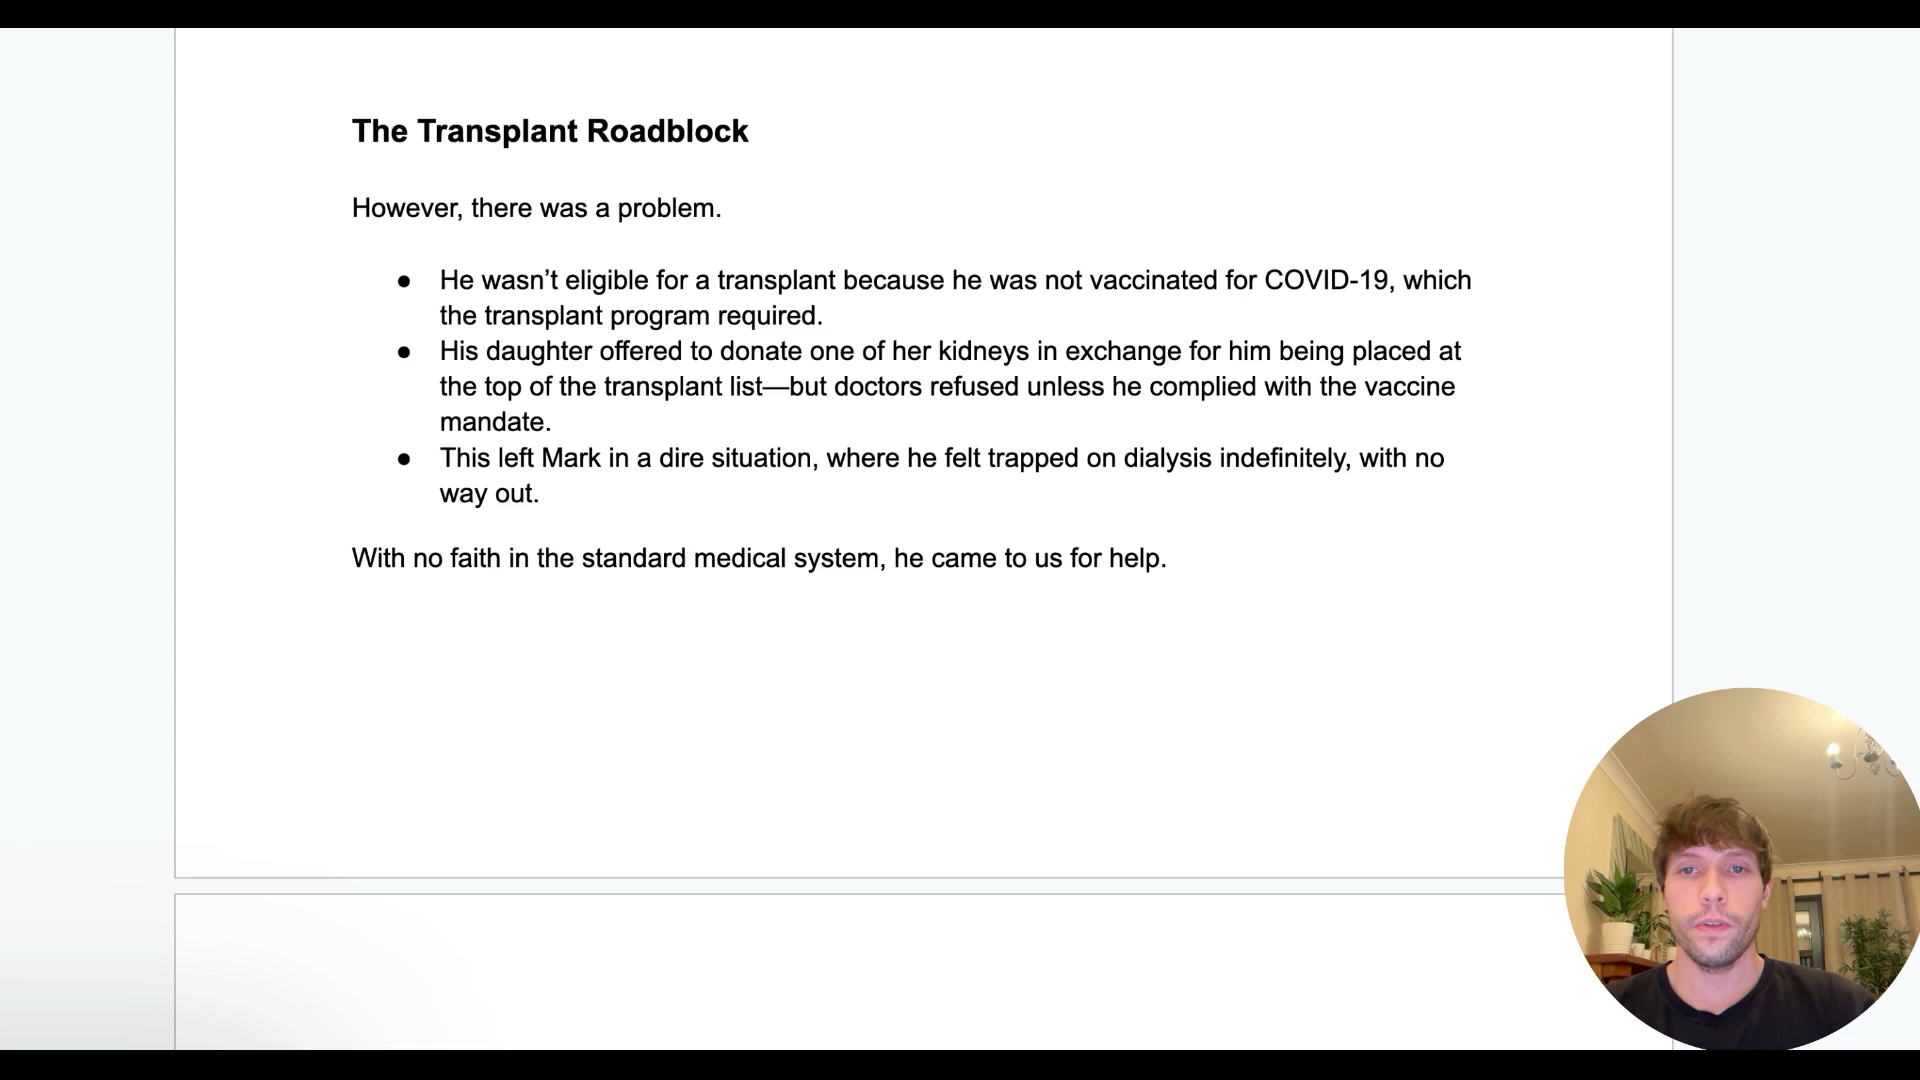 The Transplant Roadblock
However, there was a problem.
● He wasn’t eligible for a transplant because he was not vaccinated for COVID-19, which
the transplant program required.
● His daughter offered to donate one of her kidneys in exchange for him being placed at
the top of the transplant list—but doctors refused unless he complied with the vaccine
mandate.
● This left Mark in a dire situation, where he felt trapped on dialysis indefinitely, with no
way out.
With no faith in the standard medical system, he came to us for help.